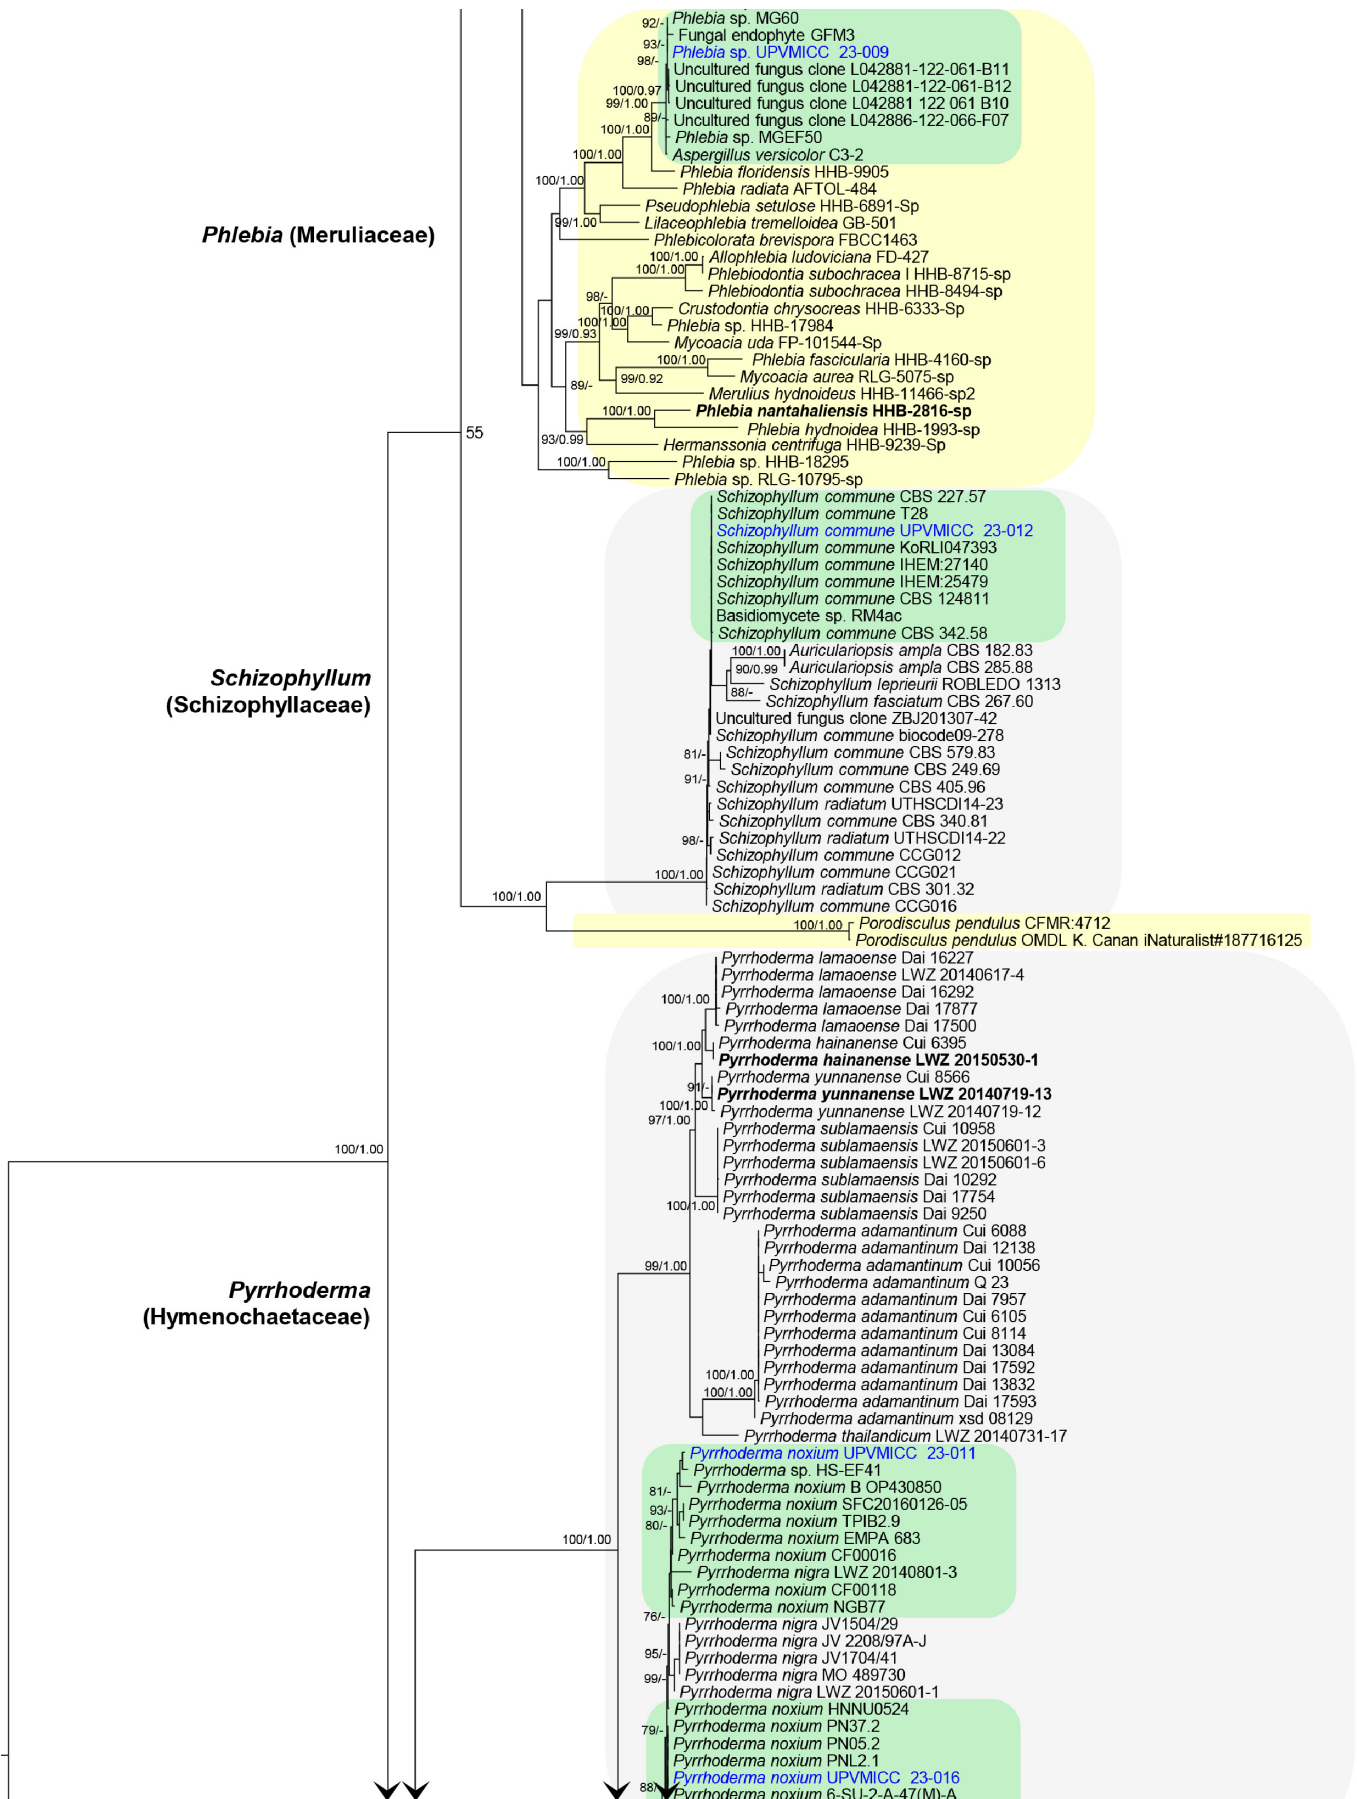 92/-
Phlebia sp. MG60
Fungal endophyte GFM3
93/-
Phlebia sp. UPVMICC 23-009
98/-
Uncultured fungus clone L042881-122-061-B11
Uncultured fungus clone L042881-122-061-B12
100/0.97
99/1.00
Uncultured fungus clone L042881 122 061 B10
89/-
Uncultured fungus clone L042886-122-066-F07
100/1.00
Phlebia sp. MGEF50
100/1.00
Aspergillus versicolor C3-2
Phlebia floridensis HHB-9905
100/1.00
Phlebia radiata AFTOL-484
Pseudophlebia setulose HHB-6891-Sp
99/1.00
Lilaceophlebia tremelloidea GB-501
Phlebia (Meruliaceae)
Phlebicolorata brevispora FBCC1463
100/1.00
Allophlebia ludoviciana FD-427
100/1.00
Phlebiodontia subochracea I HHB-8715-sp
Phlebiodontia subochracea HHB-8494-sp
98/-
100/1.00
Crustodontia chrysocreas HHB-6333-Sp
100/1.00
Phlebia sp. HHB-17984
99/0.93
Mycoacia uda FP-101544-Sp
100/1.00
Phlebia fascicularia HHB-4160-sp
99/0.92
Mycoacia aurea RLG-5075-sp
89/-
Merulius hydnoideus HHB-11466-sp2
100/1.00
Phlebia nantahaliensis HHB-2816-sp
Phlebia hydnoidea HHB-1993-sp
55
93/0.99
Hermanssonia centrifuga HHB-9239-Sp
100/1.00
Phlebia sp. HHB-18295
Phlebia sp. RLG-10795-sp
Schizophyllum commune CBS 227.57
Schizophyllum commune T28
Schizophyllum commune UPVMICC 23-012
Schizophyllum commune KoRLI047393
Schizophyllum commune IHEM:27140
Schizophyllum commune IHEM:25479
Schizophyllum commune CBS 124811
Basidiomycete sp. RM4ac
Schizophyllum commune CBS 342.58
100/1.00
Auriculariopsis ampla CBS 182.83
90/0.99
Auriculariopsis ampla CBS 285.88
Schizophyllum
(Schizophyllaceae)
88/-
Schizophyllum leprieurii ROBLEDO 1313
Schizophyllum fasciatum CBS 267.60
Uncultured fungus clone ZBJ201307-42
Schizophyllum commune biocode09-278
81/-
Schizophyllum commune CBS 579.83
Schizophyllum commune CBS 249.69
91/-
Schizophyllum commune CBS 405.96
Schizophyllum radiatum UTHSCDI14-23
Schizophyllum commune CBS 340.81
98/-
Schizophyllum radiatum UTHSCDI14-22
Schizophyllum commune CCG012
100/1.00
Schizophyllum commune CCG021
Schizophyllum radiatum CBS 301.32
100/1.00
Schizophyllum commune CCG016
100/1.00
Porodisculus pendulus CFMR:4712
Porodisculus pendulus OMDL K. Canan iNaturalist#187716125
Pyrrhoderma lamaoense Dai 16227
Pyrrhoderma lamaoense LWZ 20140617-4
100/1.00
Pyrrhoderma lamaoense Dai 16292
Pyrrhoderma lamaoense Dai 17877
Pyrrhoderma lamaoense Dai 17500
100/1.00
Pyrrhoderma hainanense Cui 6395
Pyrrhoderma hainanense LWZ 20150530-1
Pyrrhoderma yunnanense Cui 8566
91/-
Pyrrhoderma yunnanense LWZ 20140719-13
100/1.00
Pyrrhoderma yunnanense LWZ 20140719-12
97/1.00
Pyrrhoderma sublamaensis Cui 10958
Pyrrhoderma sublamaensis LWZ 20150601-3
100/1.00
Pyrrhoderma sublamaensis LWZ 20150601-6
Pyrrhoderma sublamaensis Dai 10292
Pyrrhoderma sublamaensis Dai 17754
100/1.00
Pyrrhoderma sublamaensis Dai 9250
Pyrrhoderma adamantinum Cui 6088
Pyrrhoderma adamantinum Dai 12138
99/1.00
Pyrrhoderma adamantinum Cui 10056
Pyrrhoderma adamantinum Q 23
Pyrrhoderma
(Hymenochaetaceae)
Pyrrhoderma adamantinum Dai 7957
Pyrrhoderma adamantinum Cui 6105
Pyrrhoderma adamantinum Cui 8114
Pyrrhoderma adamantinum Dai 13084
Pyrrhoderma adamantinum Dai 17592
100/1.00
Pyrrhoderma adamantinum Dai 13832
100/1.00
Pyrrhoderma adamantinum Dai 17593
Pyrrhoderma adamantinum xsd 08129
Pyrrhoderma thailandicum LWZ 20140731-17
Pyrrhoderma noxium UPVMICC 23-011
Pyrrhoderma sp. HS-EF41
81/-
Pyrrhoderma noxium B OP430850
93/-
Pyrrhoderma noxium SFC20160126-05
80/-
Pyrrhoderma noxium TPIB2.9
100/1.00
Pyrrhoderma noxium EMPA 683
Pyrrhoderma noxium CF00016
Pyrrhoderma nigra LWZ 20140801-3
Pyrrhoderma noxium CF00118
Pyrrhoderma noxium NGB77
76/-
Pyrrhoderma nigra JV1504/29
Pyrrhoderma nigra JV 2208/97A-J
95/-
Pyrrhoderma nigra JV1704/41
99/-
Pyrrhoderma nigra MO 489730
Pyrrhoderma nigra LWZ 20150601-1
Pyrrhoderma noxium HNNU0524
79/-
Pyrrhoderma noxium PN37.2
Pyrrhoderma noxium PN05.2
Pyrrhoderma noxium PNL2.1
Pyrrhoderma noxium UPVMICC 23-016
88/-
Pyrrhoderma noxium 6-SU-2-A-47(M)-A